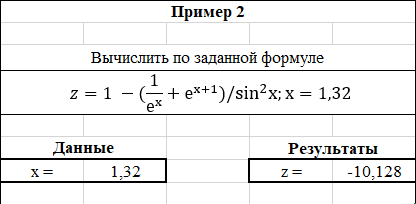 Пример 2
Вычислить по заданной формуле
z = 1 − (1/eˣ + eˣ⁺¹)/sin²x; x = 1,32
Данные Результаты
x = 1,32 z = -10,128